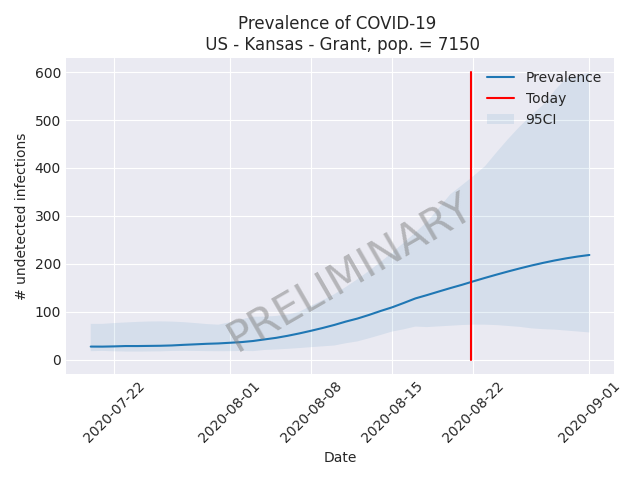 Prevalence of COVID-19
US - Kansas - Grant, pop. = 7150
600
500
400
300
200
100
0
# undetected infections
Prevalence
Today
95CI
PRELIMINARY
2020-07-22
2020-08-01
2020-08-08
2020-08-15
2020-08-22
2020-09-01
Date